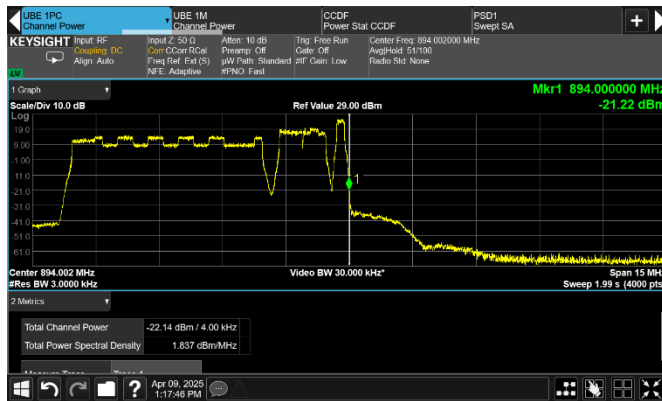 UBE 1PC
Channel Power
UBE 1M
Channel Power
CCDF
Power Stat CCDF
PSD1
Swept SA
KEYSIGHT
Input: RF
Coupling: DC
Align: Auto
Input Z: 50 Ω
Corr CCorr RCal
Freq Ref: Ext (S)
NFE: Adaptive
Atten: 10 dB
Preamp: Off
µW Path: Standard
#PNO: Fast
Trig: Free Run
Gate: Off
#IF Gain: Low
Center Freq: 894.002000 MHz
Avg|Hold: 51/100
Radio Std: None
1 Graph
Scale/Div 10.0 dB
Ref Value 29.00 dBm
Mkr1 894.000000 MHz
-21.22 dBm
Log
19.0
9.00
-1.00
-11.0
-21.0
-31.0
-41.0
-51.0
-61.0
1
Center 894.002 MHz
#Res BW 3.0000 kHz
Video BW 30.000 kHz*
Span 15 MHz
Sweep 1.99 s (4000 pts
2 Metrics
Total Channel Power -22.14 dBm / 4.00 kHz
Total Power Spectral Density 1.837 dBm/MHz
Apr 09, 2025
1:17:46 PM